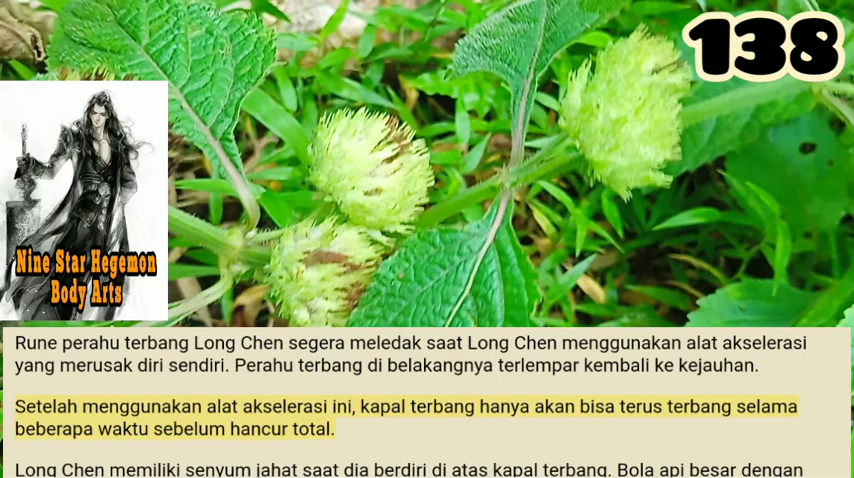 138
Nine Star Hegemon
Body Arts
Rune perahu terbang Long Chen segera meledak saat Long Chen menggunakan alat akselerasi
yang merusak diri sendiri. Perahu terbang di belakangnya terlempar kembali ke kejauhan.
Setelah menggunakan alat akselerasi ini, kapal terbang hanya akan bisa terus terbang selama
beberapa waktu sebelum hancur total.
Long Chen memiliki senyum jahat saat dia berdiri di atas kapal terbang. Bola api besar dengan